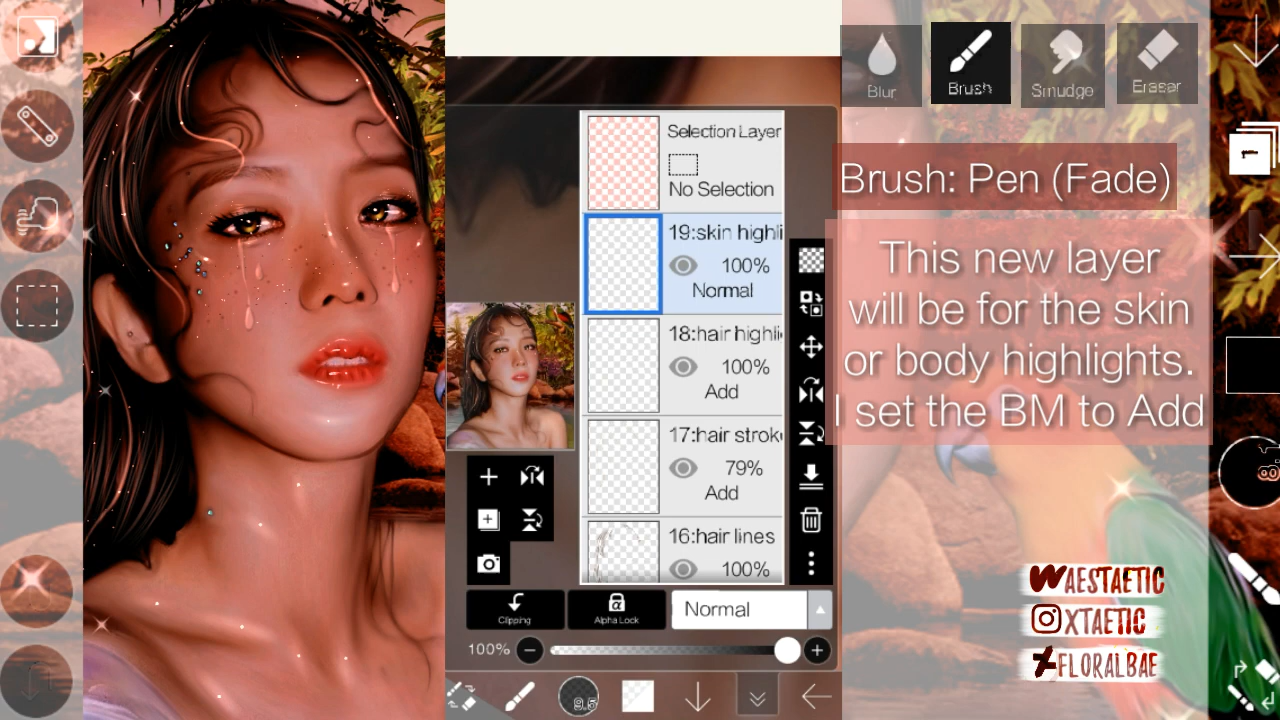 Blur
Brush
Smudge
Eraser
Brush: Pen (Fade)
This new layer
will be for the skin
or body highlights.
I set the BM to Add
Selection Layer
No Selection
19:skin highli
100%
Normal
18:hair highli
100%
Add
17:hair strok
79%
Add
16:hair lines
100%
Clipping
Alpha Lock
Normal
100%
9.5
WAESTAETIC
XTAETIC
FLORALBAE